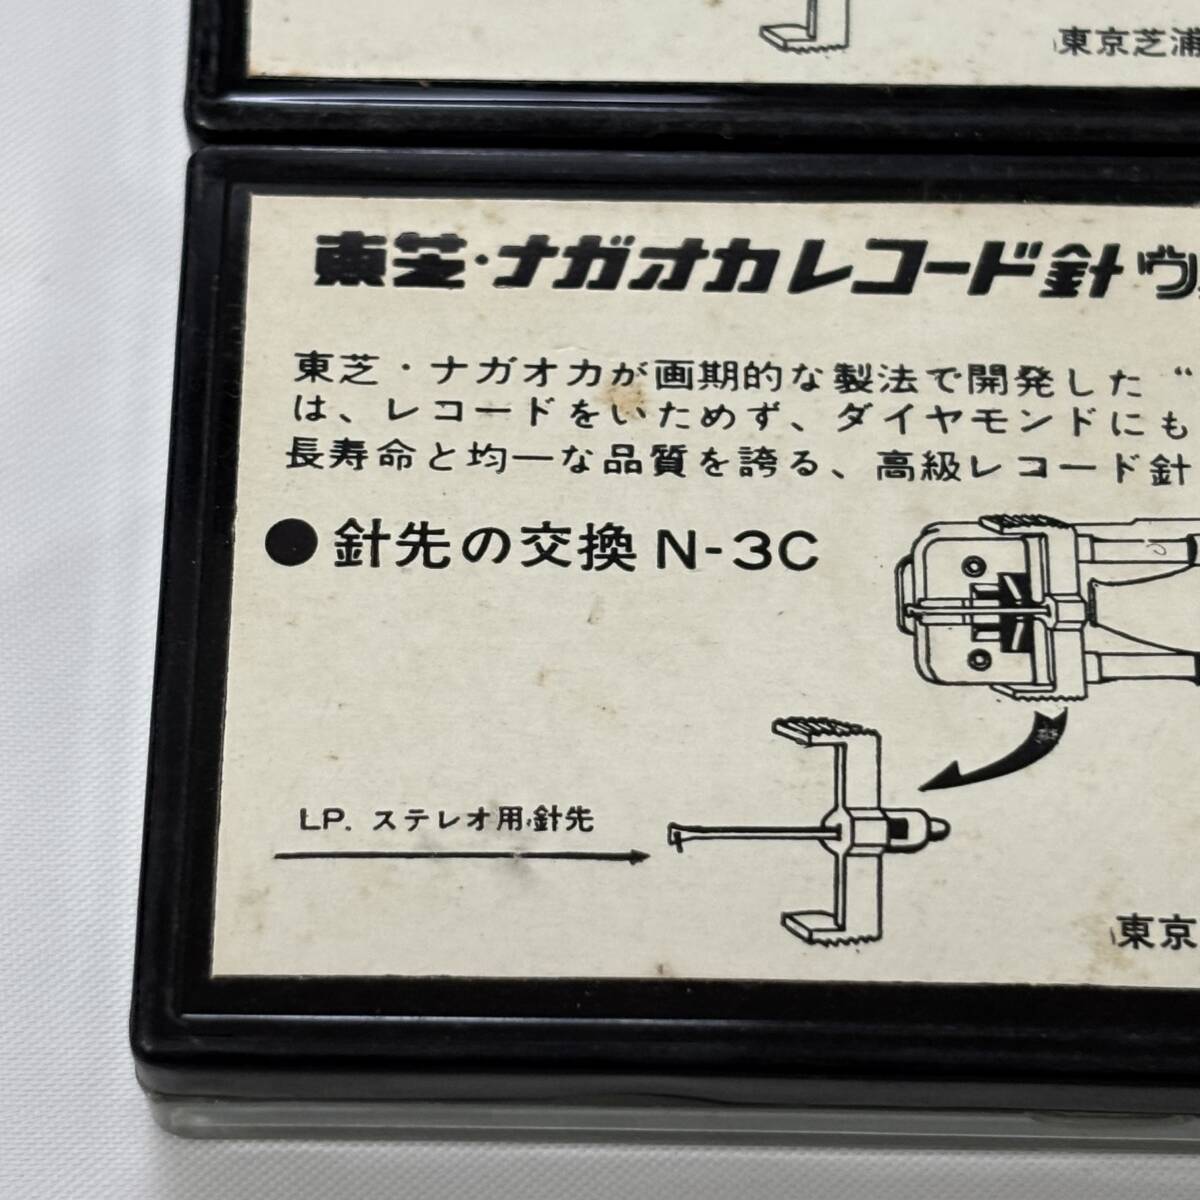 東京芝浦
東芝・ナガオカレコード針 ウル
東芝・ナガオカが画期的な製法で開発した“
は、レコードをいためず、ダイヤモンドにも
長寿命と均一な品質を誇る、高級レコード針
● 針先の交換 N-3C
LP. ステレオ用針先
東京